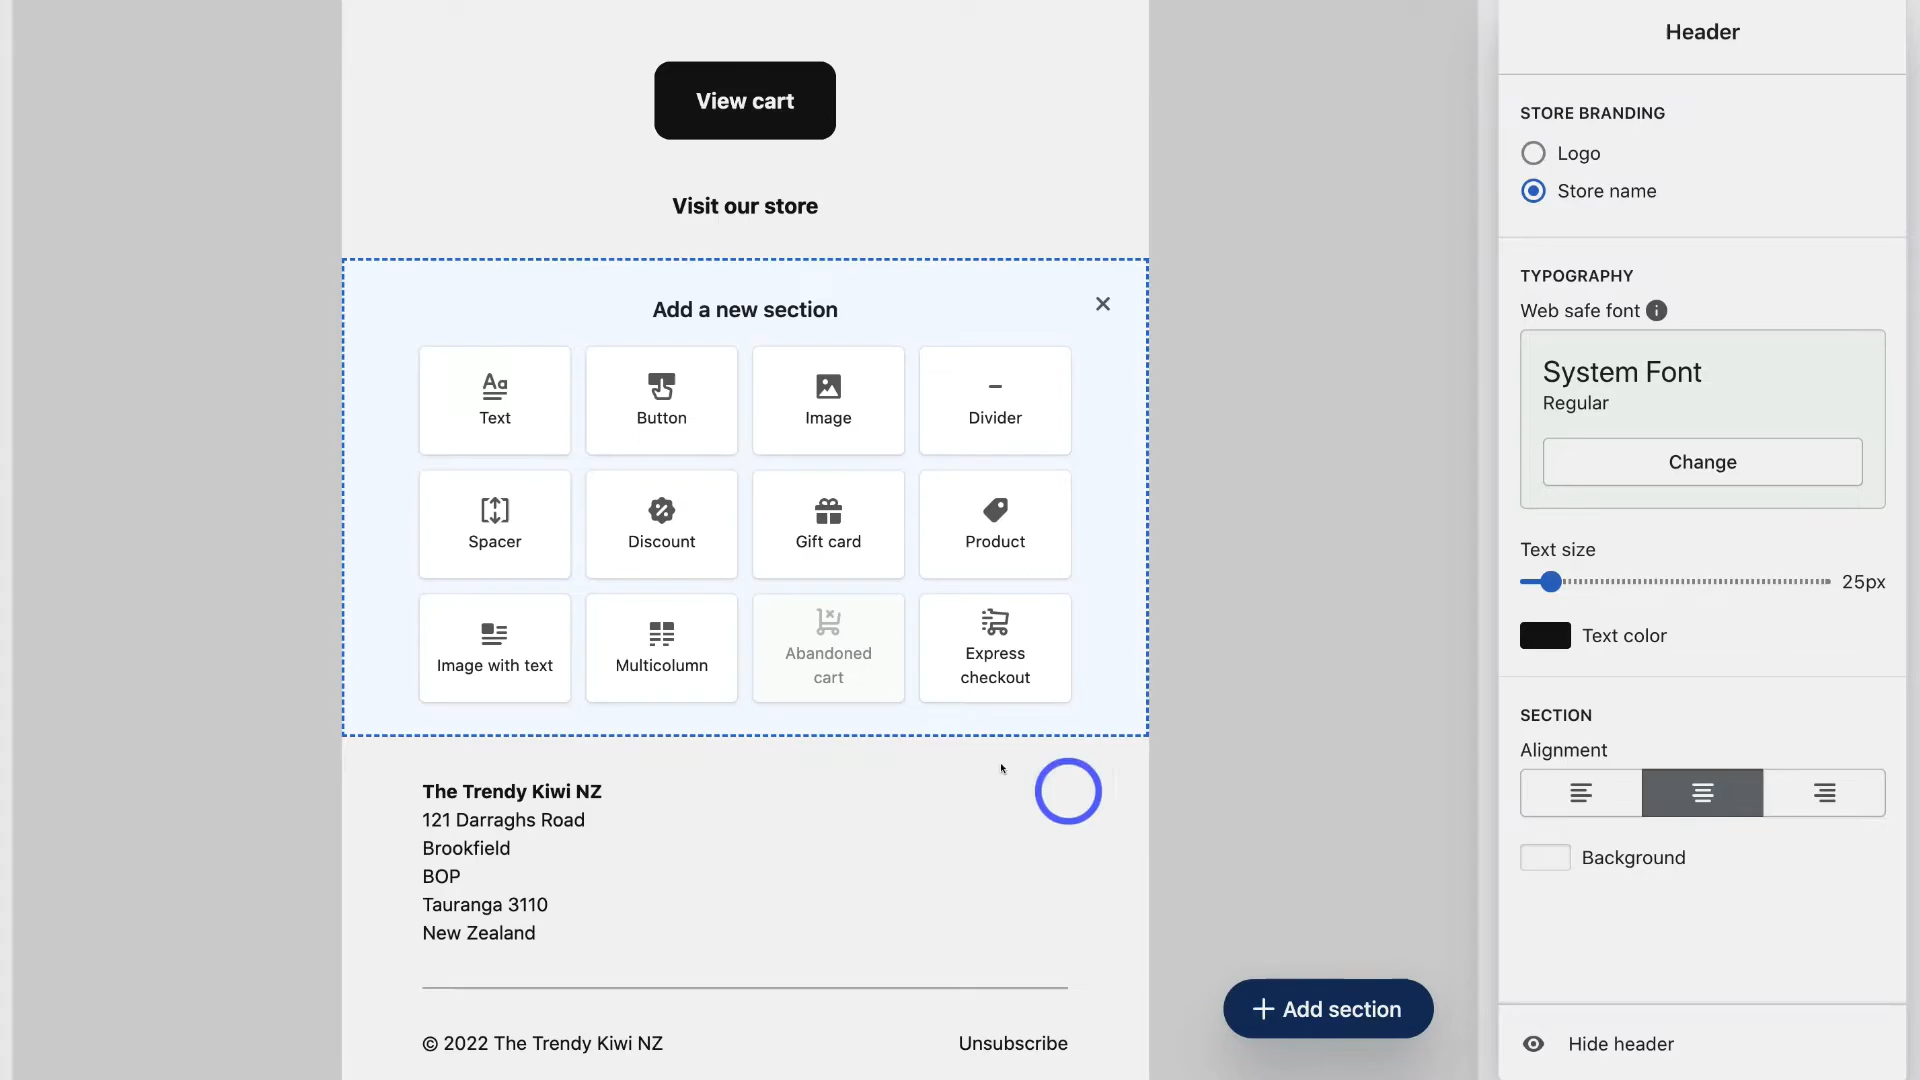 View cart
Visit our store
Add a new section
Text
Button
Image
Divider
Spacer
Discount
Gift card
Product
Image with text
Multicolumn
Abandoned
cart
Express
checkout
The Trendy Kiwi NZ
121 Darraghs Road
Brookfield
BOP
Tauranga 3110
New Zealand
© 2022 The Trendy Kiwi NZ
Unsubscribe
Add section
Header
STORE BRANDING
Logo
Store name
TYPOGRAPHY
Web safe font
System Font
Regular
Change
Text size
25px
Text color
SECTION
Alignment
Background
Hide header